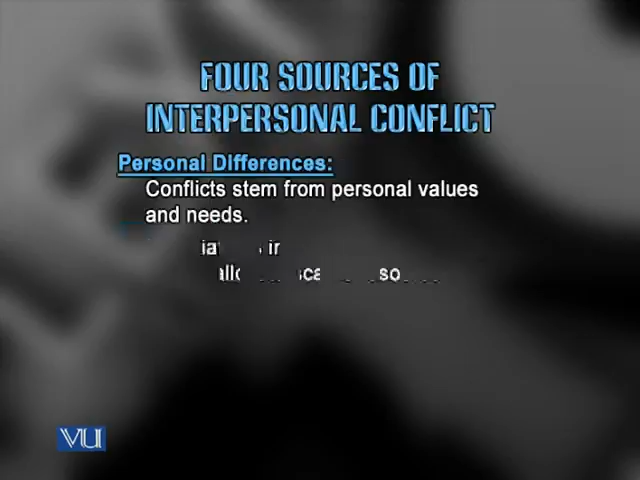 FOUR SOURCES OF
INTERPERSONAL CONFLICT
Personal Differences:
Conflicts stem from personal values
and needs.
VU